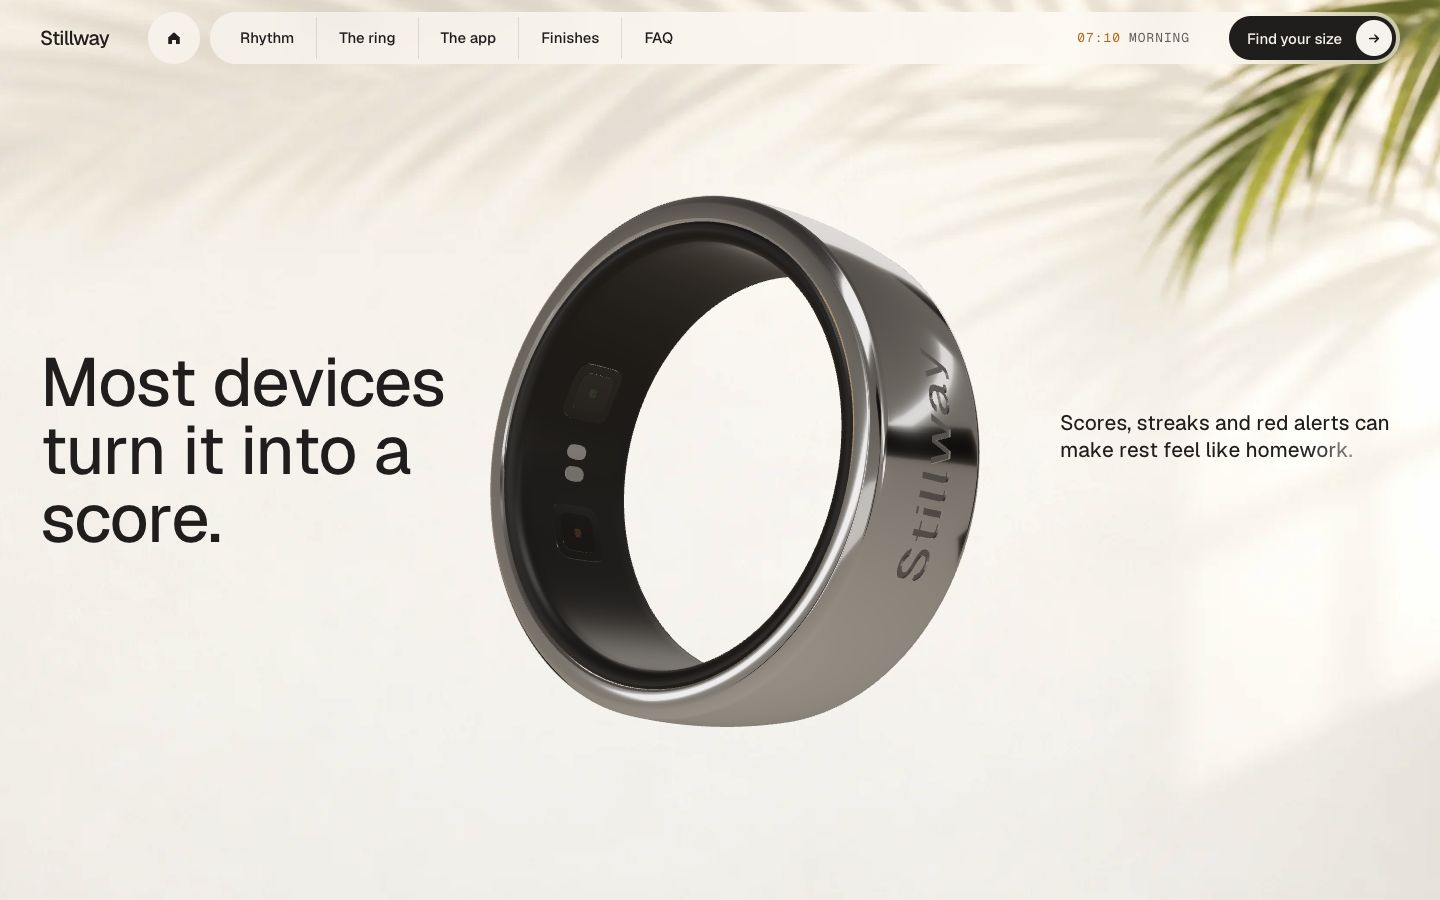 Stillway
Rhythm
The ring
The app
Finishes
FAQ
07:10 MORNING
Find your size
Most devices
turn it into a
score.
Stillway
Scores, streaks and red alerts can
make rest feel like homework.